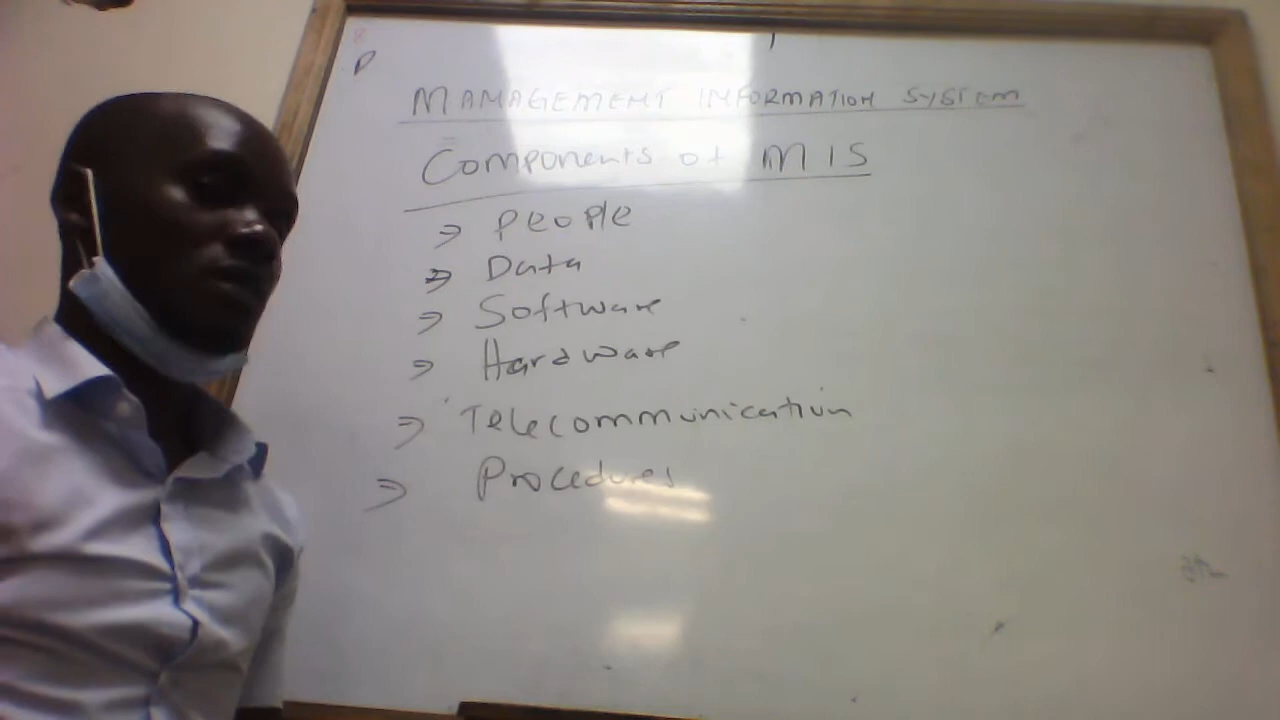 MANAGEMENT INFORMATION SYSTEM
Components of MIS
⇒ People
⇒ Data
⇒ Software
⇒ Hardware
⇒ Telecommunication
⇒ Procedures